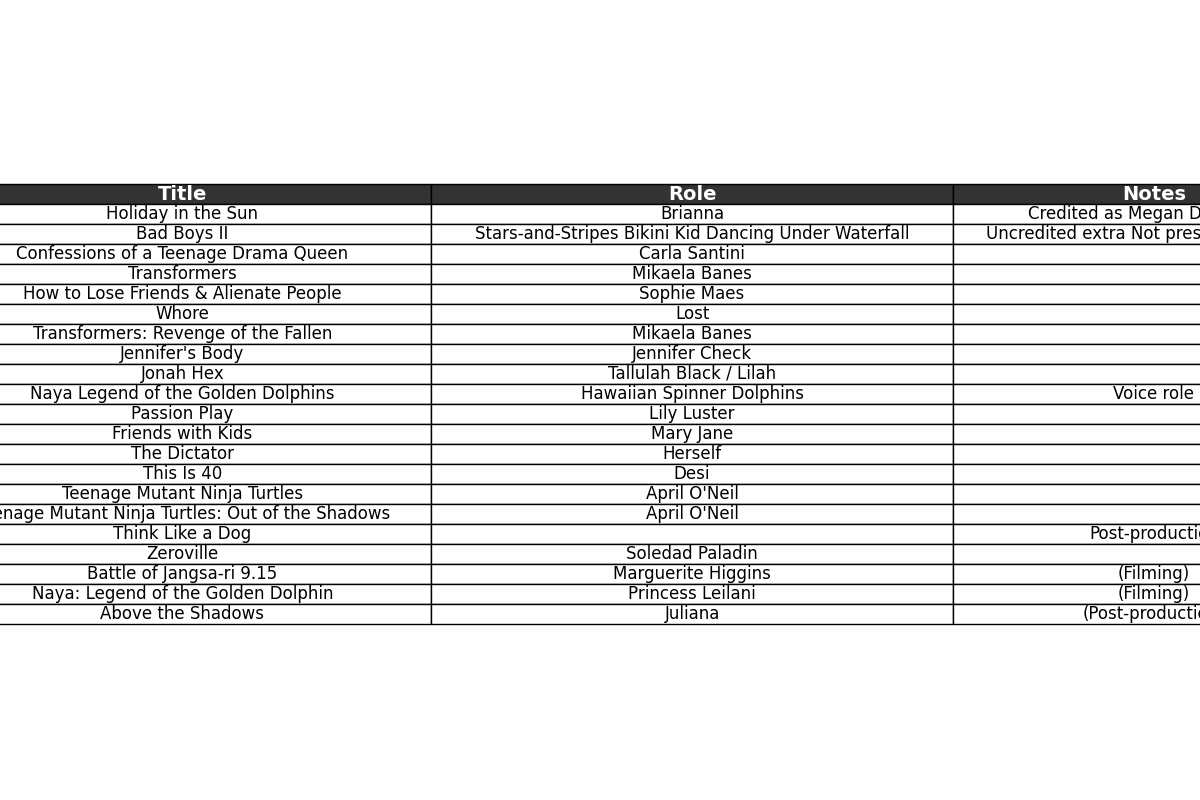 Title Role Notes
Holiday in the Sun Brianna Credited as Megan D
Bad Boys II Stars-and-Stripes Bikini Kid Dancing Under Waterfall Uncredited extra Not pres
Confessions of a Teenage Drama Queen Carla Santini
Transformers Mikaela Banes
How to Lose Friends & Alienate People Sophie Maes
Whore Lost
Transformers: Revenge of the Fallen Mikaela Banes
Jennifer's Body Jennifer Check
Jonah Hex Tallulah Black / Lilah
Naya Legend of the Golden Dolphins Hawaiian Spinner Dolphins Voice role
Passion Play Lily Luster
Friends with Kids Mary Jane
The Dictator Herself
This Is 40 Desi
Teenage Mutant Ninja Turtles April O'Neil
enage Mutant Ninja Turtles: Out of the Shadows April O'Neil
Think Like a Dog Post-productio
Zeroville Soledad Paladin
Battle of Jangsa-ri 9.15 Marguerite Higgins (Filming)
Naya: Legend of the Golden Dolphin Princess Leilani (Filming)
Above the Shadows Juliana (Post-productio